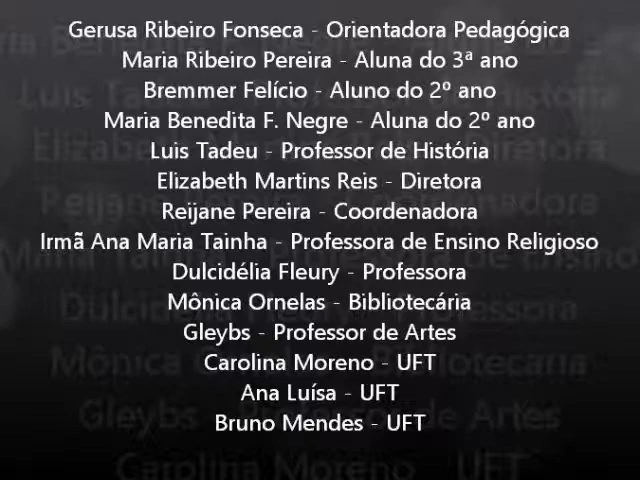 Gerusa Ribeiro Fonseca - Orientadora Pedagógica
Maria Ribeiro Pereira - Aluna do 3ª ano
Bremmer Felício - Aluno do 2º ano
Maria Benedita F. Negre - Aluna do 2º ano
Luis Tadeu - Professor de História
Elizabeth Martins Reis - Diretora
Reijane Pereira - Coordenadora
Irmã Ana Maria Tainha - Professora de Ensino Religioso
Dulcidélia Fleury - Professora
Mônica Ornelas - Bibliotecária
Gleybs - Professor de Artes
Carolina Moreno - UFT
Ana Luísa - UFT
Bruno Mendes - UFT